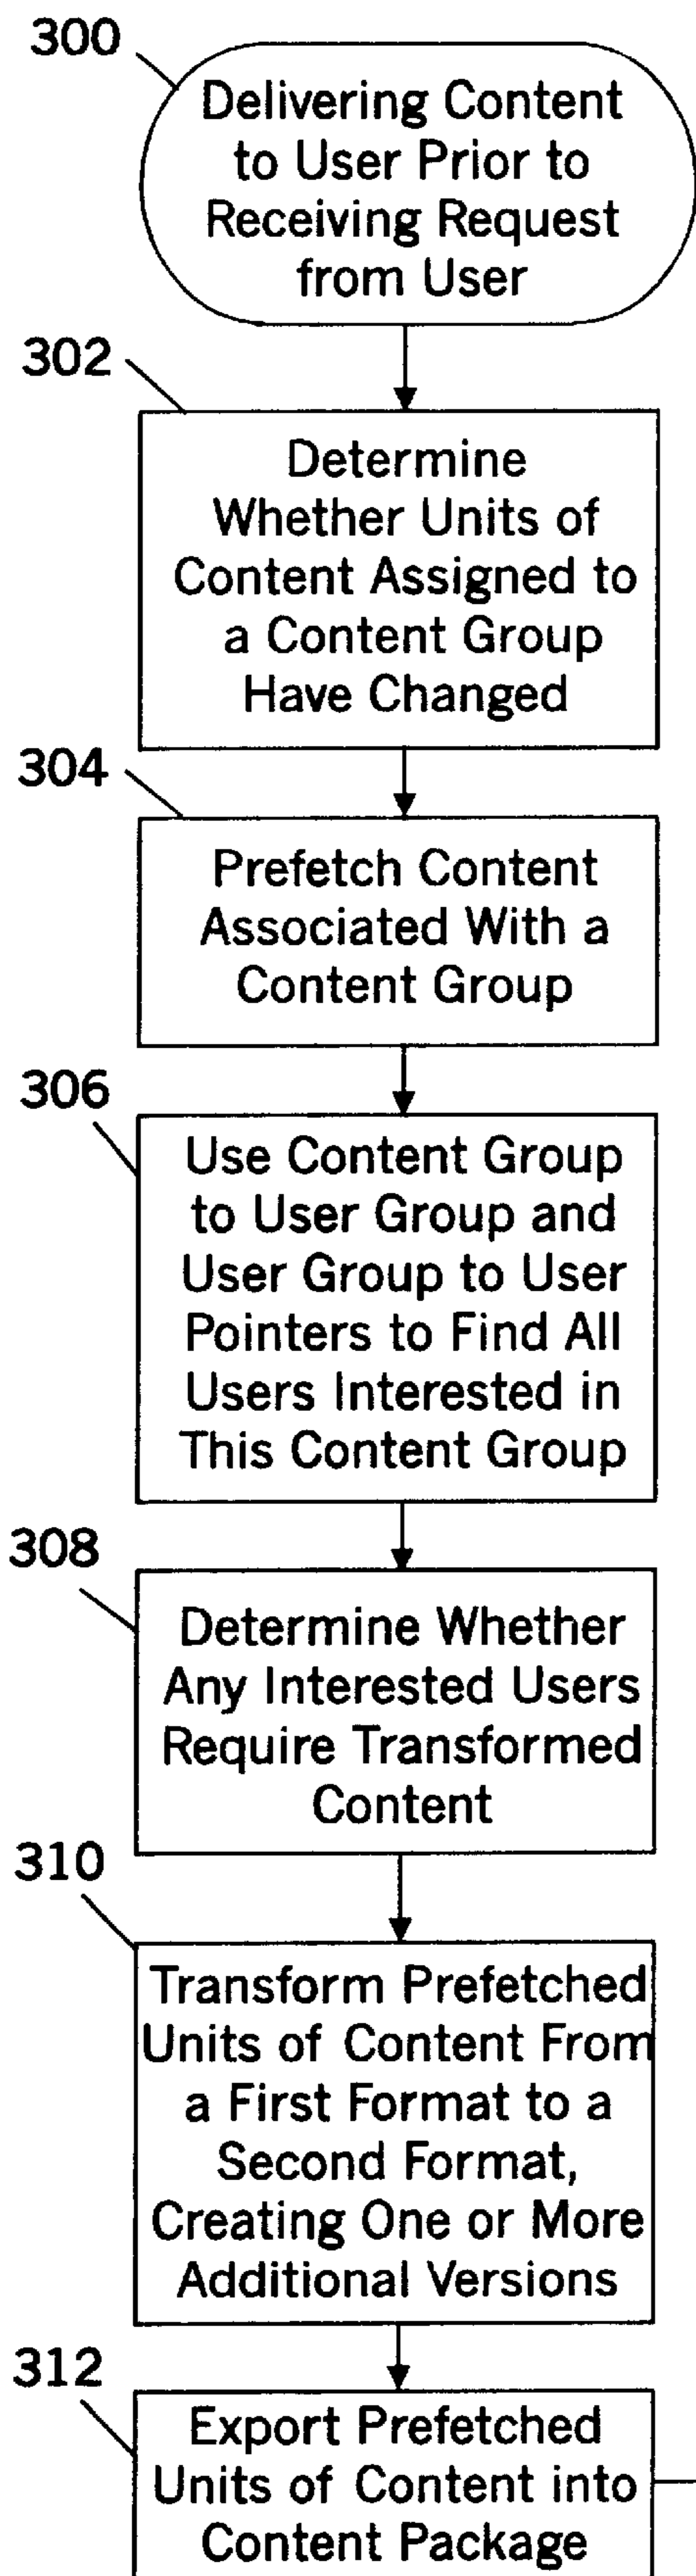 300
Delivering Content
to User Prior to
Receiving Request
from User
302
Determine
Whether Units of
Content Assigned to
a Content Group
Have Changed
304
Prefetch Content
Associated With a
Content Group
306
Use Content Group
to User Group and
User Group to User
Pointers to Find All
Users Interested in
This Content Group
308
Determine Whether
Any Interested Users
Require Transformed
Content
310
Transform Prefetched
Units of Content From
a First Format to a
Second Format,
Creating One or More
Additional Versions
312
Export Prefetched
Units of Content into
Content Package